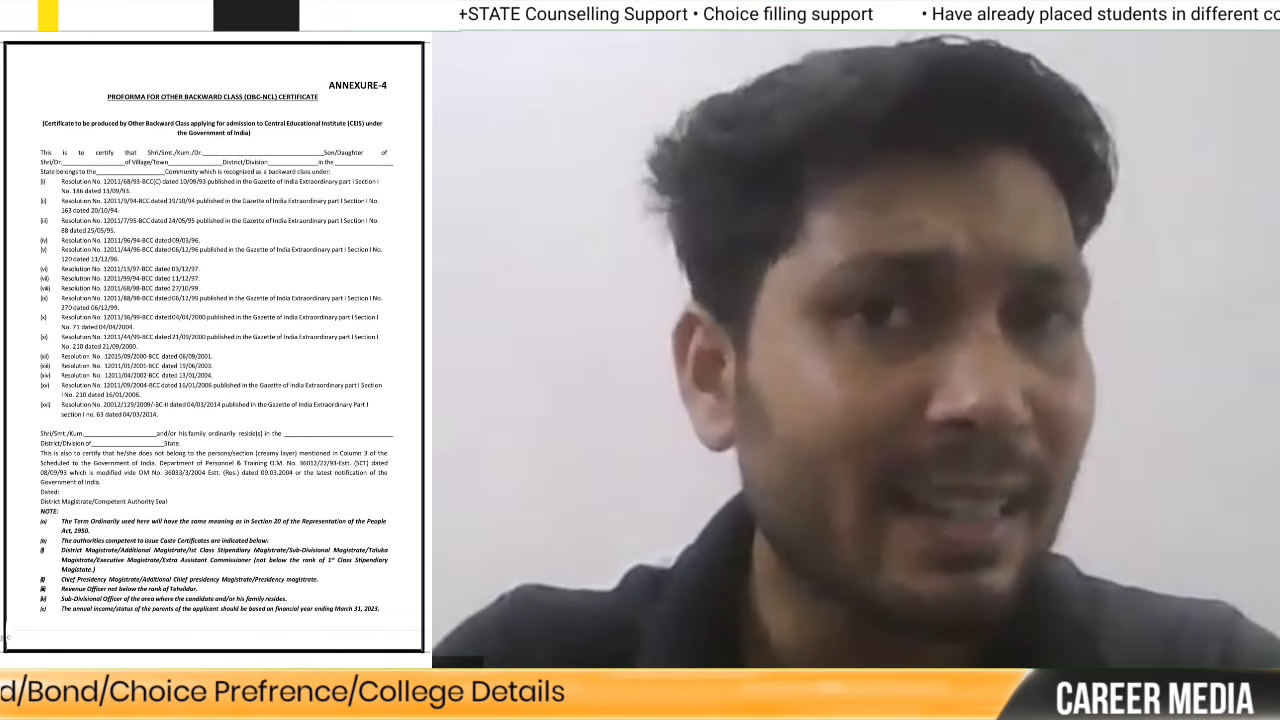 +STATE Counselling Support • Choice filling support • Have already placed students in different co
ANNEXURE-4
PROFORMA FOR OTHER BACKWARD CLASS (OBC-NCL) CERTIFICATE
(Certificate to be produced by Other Backward Class applying for admission to Central Educational Institute (CEIS) under
the Government of India)
This is to certify that Shri/Smt./Kum./Dr.______________________________Son/Daughter of
Shri/Dr.________________of Village/Town_____________District/Division_____________in the_______________
State belongs to the__________________Community which is recognized as a backward class under:
(i) Resolution No. 12011/68/93-BCC(C) dated 10/09/93 published in the Gazette of India Extraordinary part I Section I
No. 186 dated 13/09/93.
(ii) Resolution No. 12011/9/94-BCC dated 19/10/94 published in the Gazette of India Extraordinary part I Section I No.
163 dated 20/10/94.
(iii) Resolution No. 12011/7/95-BCC dated 24/05/95 published in the Gazette of India Extraordinary part I Section I No.
88 dated 25/05/95.
(iv) Resolution No. 12011/96/94-BCC dated 09/03/96.
(v) Resolution No. 12011/44/96-BCC dated 06/12/96 published in the Gazette of India Extraordinary part I Section I No.
120 dated 11/12/96.
(vi) Resolution No. 12011/13/97-BCC dated 03/12/97.
(vii) Resolution No. 12011/99/94-BCC dated 11/12/97.
(viii) Resolution No. 12011/68/98-BCC dated 27/10/99.
(ix) Resolution No. 12011/88/98-BCC dated 06/12/99 published in the Gazette of India Extraordinary part I Section I No.
270 dated 06/12/99.
(x) Resolution No. 12011/36/99-BCC dated 04/04/2000 published in the Gazette of India Extraordinary part I Section I
No. 71 dated 04/04/2004.
(xi) Resolution No. 12011/44/99-BCC dated 21/09/2000 published in the Gazette of India Extraordinary part I Section I
No. 210 dated 21/09/2000.
(xii) Resolution No. 12015/09/2000-BCC dated 06/09/2001.
(xiii) Resolution No. 12011/01/2001-BCC dated 19/06/2003.
(xiv) Resolution No. 12011/04/2002-BCC dated 13/01/2004.
(xv) Resolution No. 12011/09/2004-BCC dated 16/01/2006 published in the Gazette of India Extraordinary part I Section
I No. 210 dated 16/01/2006.
(xvi) Resolution No. 20012/129/2009/-BC-II dated 04/03/2014 published in the Gazette of India Extraordinary Part I
section I no. 63 dated 04/03/2014.
Shri/Smt./Kum.__________________and/or his family ordinarily reside(s) in the ___________________________
District/Division of__________________State.
This is also to certify that he/she does not belong to the persons/section (creamy layer) mentioned in Column 3 of the
Scheduled to the Government of India. Department of Personnel & Training O.M. No. 36012/22/93-Estt. (SCT) dated
08/09/93 which is modified vide OM No. 36033/3/2004 Estt. (Res.) dated 09.03.2004 or the latest notification of the
Government of India.
Dated:
District Magistrate/Competent Authority Seal
NOTE:
(a) The Term Ordinarily used here will have the same meaning as in Section 20 of the Representation of the People
Act, 1950.
(b) The authorities competent to issue Caste Certificates are indicated below:
(i) District Magistrate/Additional Magistrate/Ist Class Stipendiary Magistrate/Sub-Divisional Magistrate/Taluka
Magistrate/Executive Magistrate/Extra Assistant Commissioner (not below the rank of 1st Class Stipendiary
Magistate.)
(ii) Chief Presidency Magistrate/Additional Chief presidency Magistrate/Presidency magistrate.
(iii) Revenue Officer not below the rank of Tehsildar.
(iv) Sub-Divisional Officer of the area where the candidate and/or his family resides.
(c) The annual income/status of the parents of the applicant should be based on financial year ending March 31, 2023.
d/Bond/Choice Prefrence/College Details
CAREER MEDIA